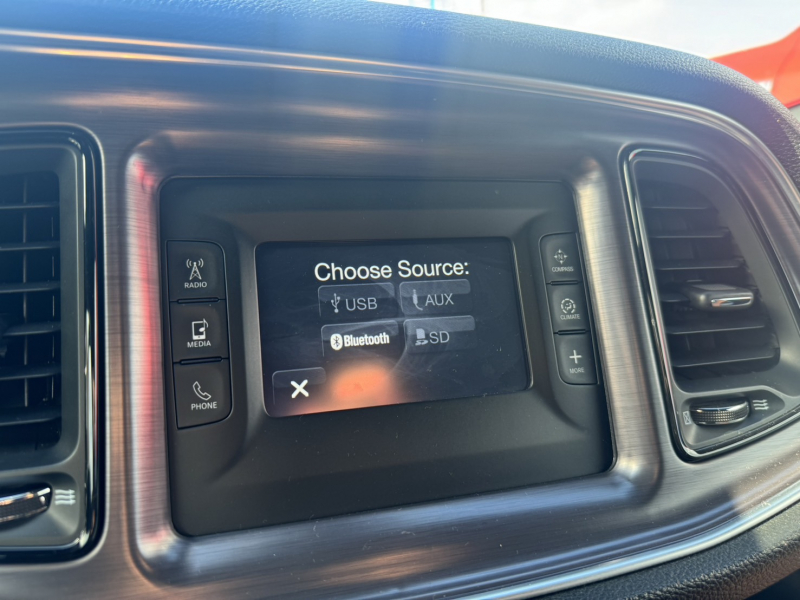 RADIO
MEDIA
PHONE
Choose Source:
USB AUX
Bluetooth SD
COMPASS
CLIMATE
MORE